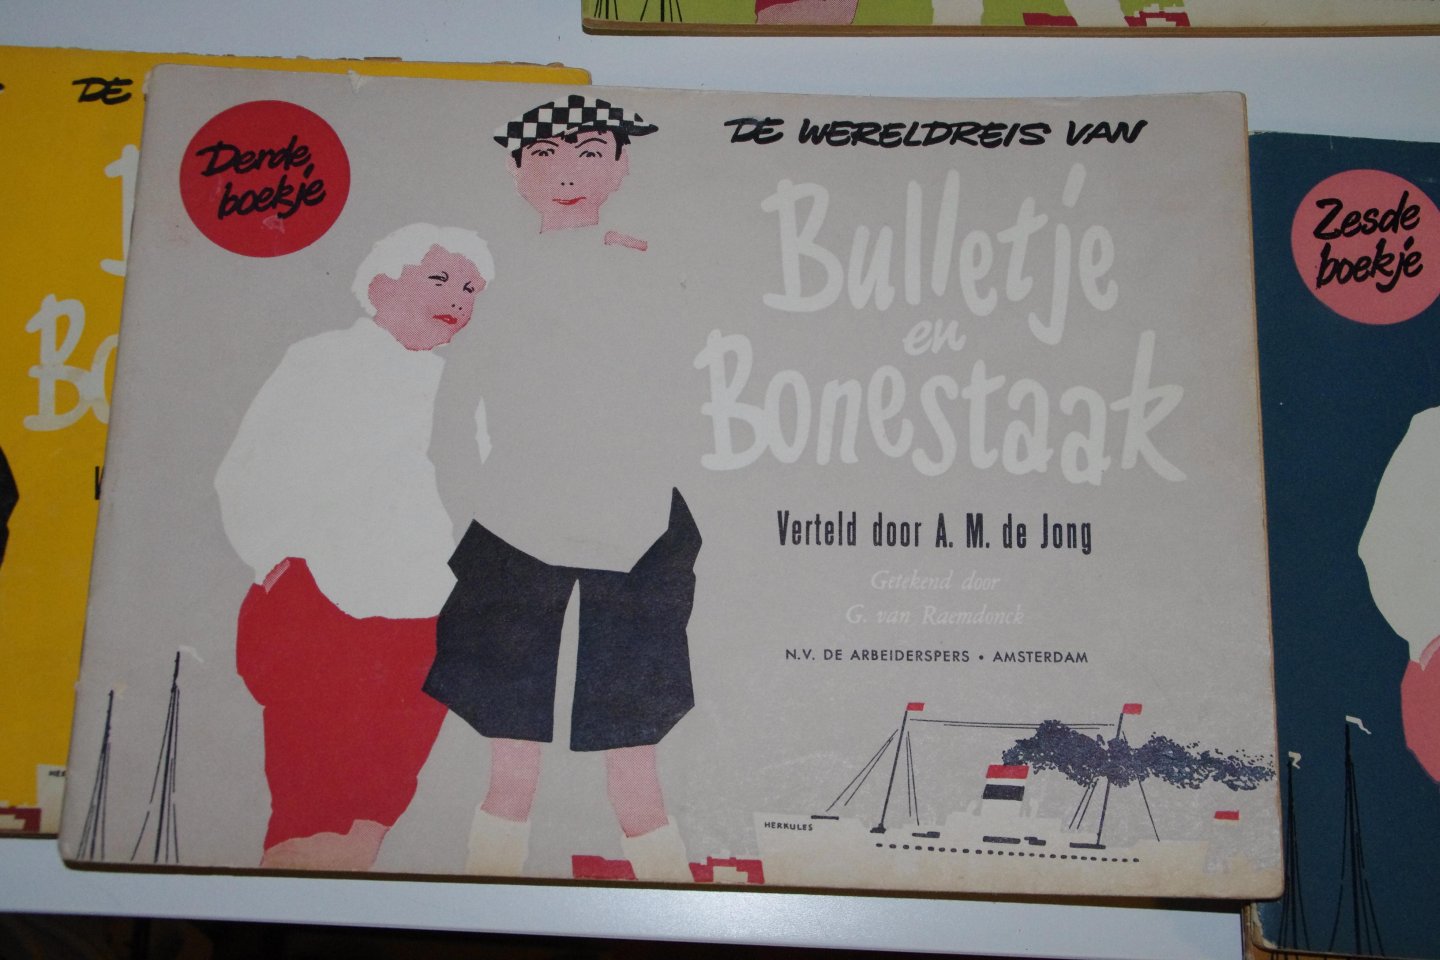 DE
Derde
boekje
DE WERELDREIS VAN
Bulletje
en
Bonestaak
Verteld door A. M. de Jong
Getekend door
G. van Raemdonck
N.V. DE ARBEIDERSPERS • AMSTERDAM
HERKULES
Zesde
boekje